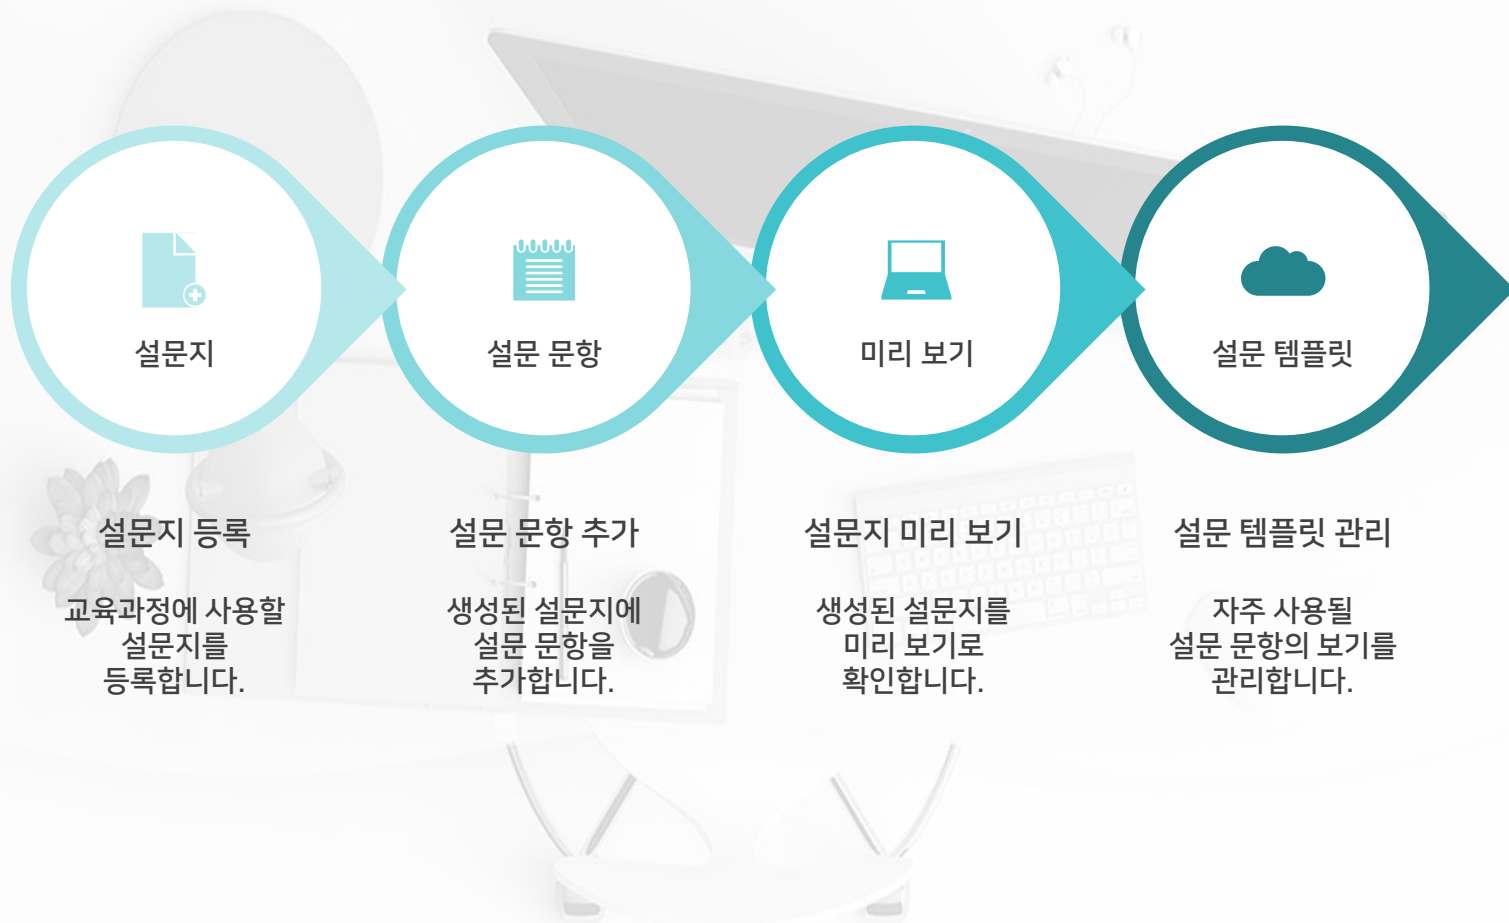 설문지
설문 문항
미리 보기
설문 템플릿
설문지 등록
교육과정에 사용할
설문지를
등록합니다.
설문 문항 추가
생성된 설문지에
설문 문항을
추가합니다.
설문지 미리 보기
생성된 설문지를
미리 보기로
확인합니다.
설문 템플릿 관리
자주 사용될
설문 문항의 보기를
관리합니다.